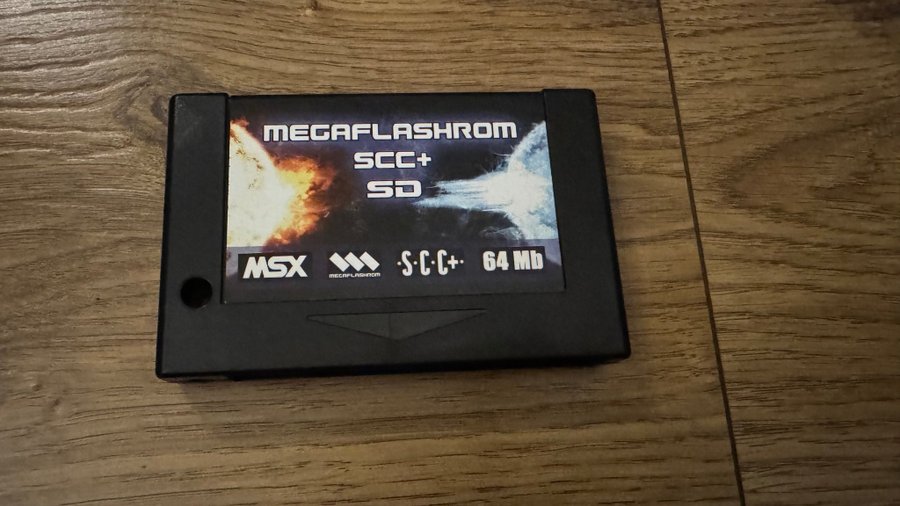 MEGAFLASHROM
SCC+
SD
MSX MEGAFLASHROM ·S·C·C+· 64 Mb